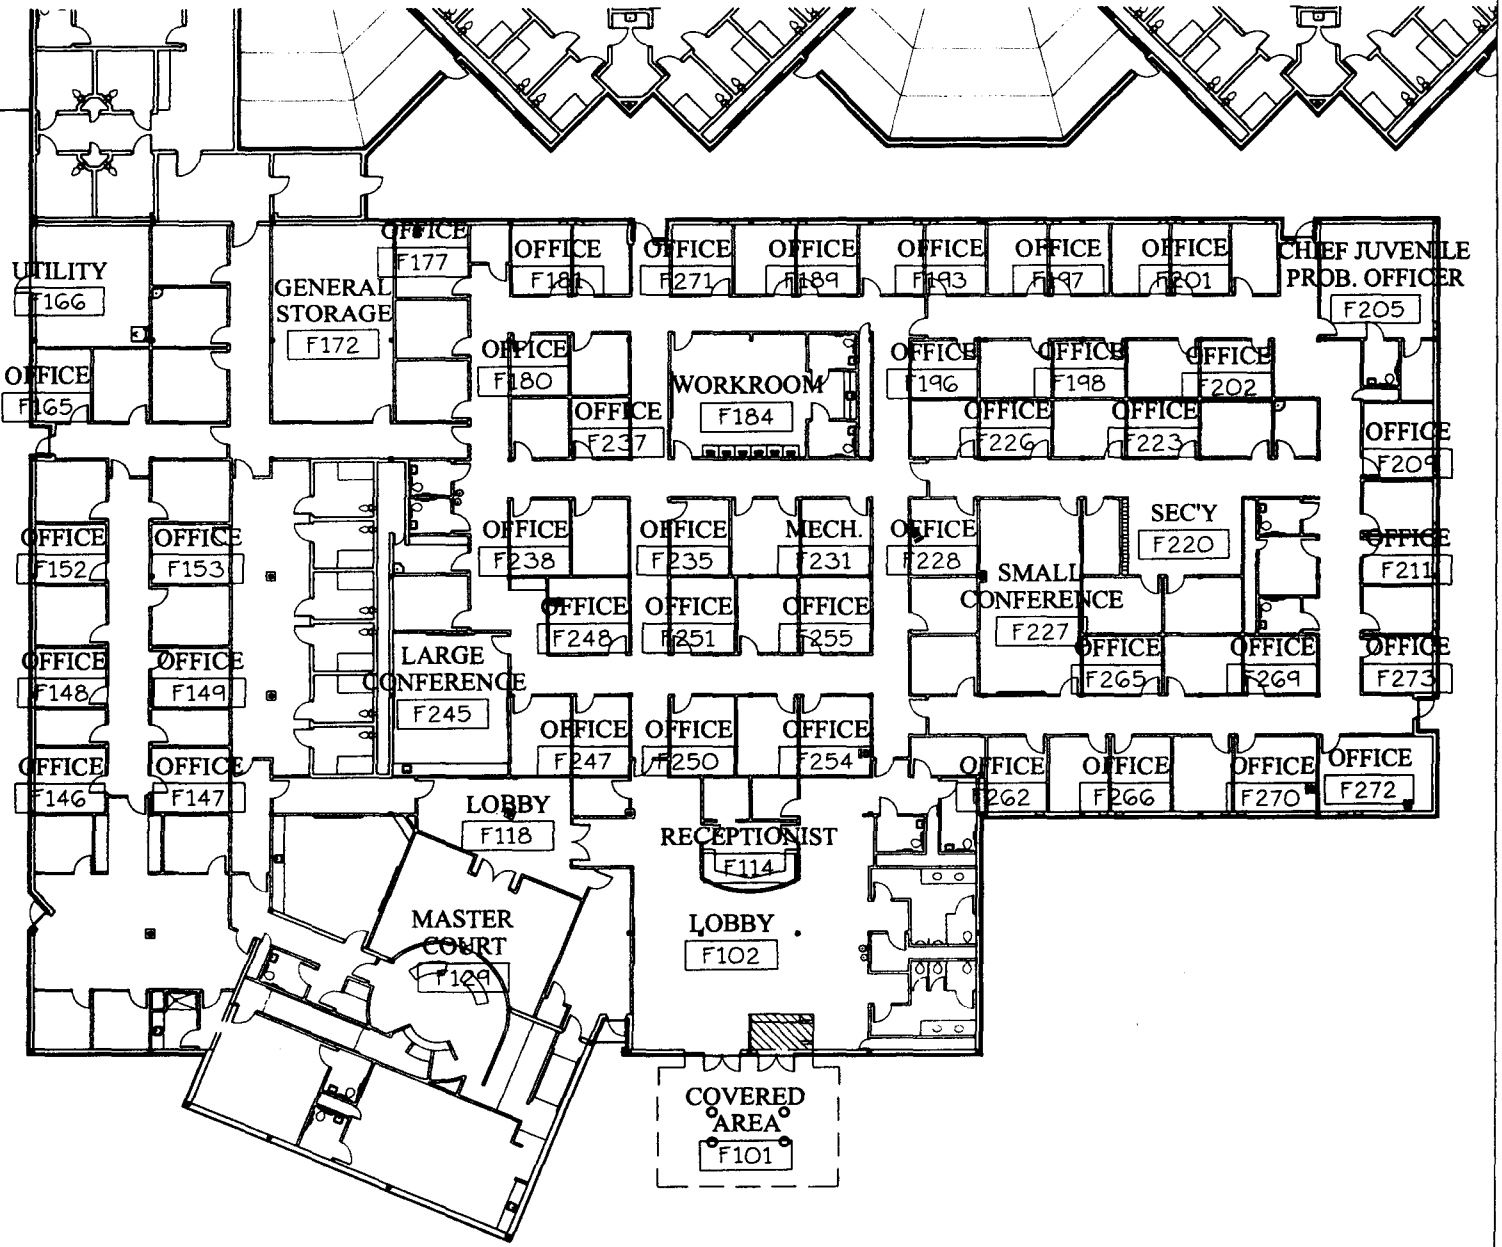 OFFICE
F177
OFFICE
F181
OFFICE
F271
OFFICE
F189
OFFICE
F193
OFFICE
F197
OFFICE
F201
CHIEF JUVENILE
PROB. OFFICER
F205
UTILITY
F166
GENERAL
STORAGE
F172
OFFICE
F165
OFFICE
F180
OFFICE
F237
WORKROOM
F184
OFFICE
F196
OFFICE
F198
OFFICE
F202
OFFICE
F226
OFFICE
F223
OFFICE
F209
OFFICE
F152
OFFICE
F153
OFFICE
F238
OFFICE
F235
MECH.
F231
OFFICE
F228
SEC'Y
F220
OFFICE
F211
SMALL
CONFERENCE
F227
OFFICE
F248
OFFICE
F251
OFFICE
F255
OFFICE
F148
OFFICE
F149
LARGE
CONFERENCE
F245
OFFICE
F265
OFFICE
F269
OFFICE
F273
OFFICE
F247
OFFICE
F250
OFFICE
F254
OFFICE
F146
OFFICE
F147
OFFICE
F262
OFFICE
F266
OFFICE
F270
OFFICE
F272
LOBBY
F118
RECEPTIONIST
F114
MASTER
COURT
F129
LOBBY
F102
COVERED
AREA
F101